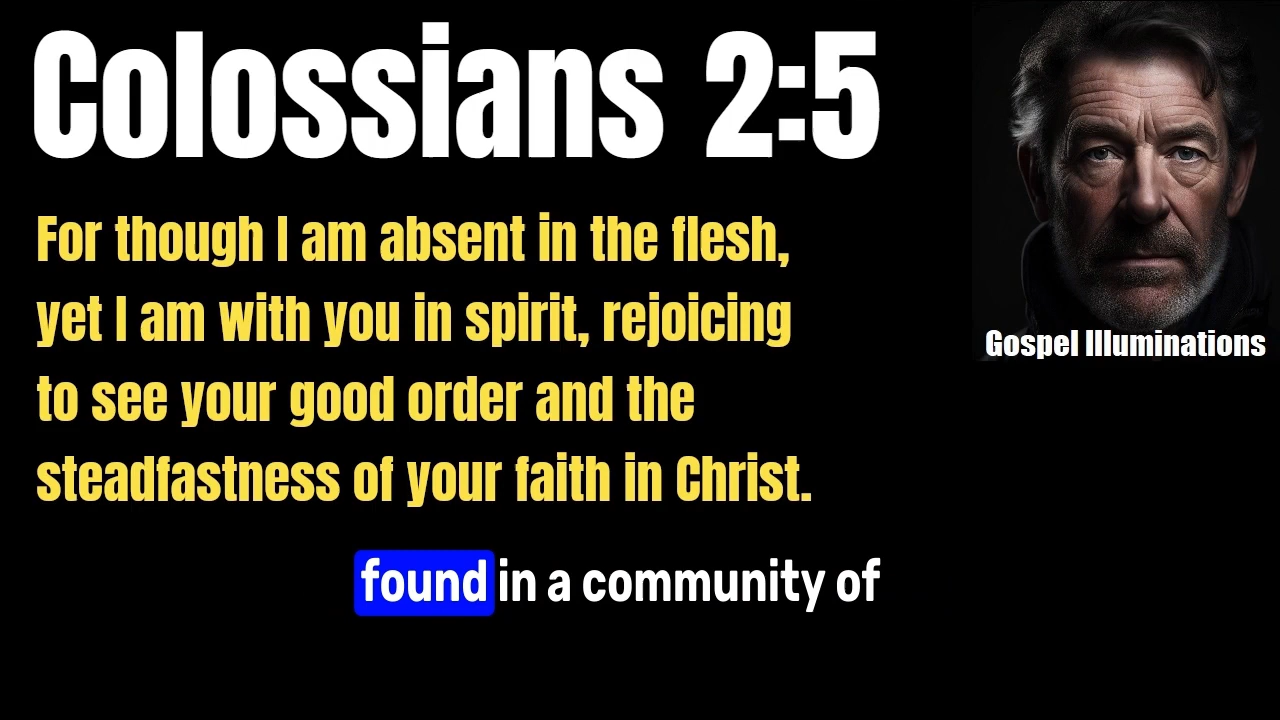 Colossians 2:5
For though I am absent in the flesh,
yet I am with you in spirit, rejoicing
to see your good order and the
steadfastness of your faith in Christ.
Gospel Illuminations
found in a community of